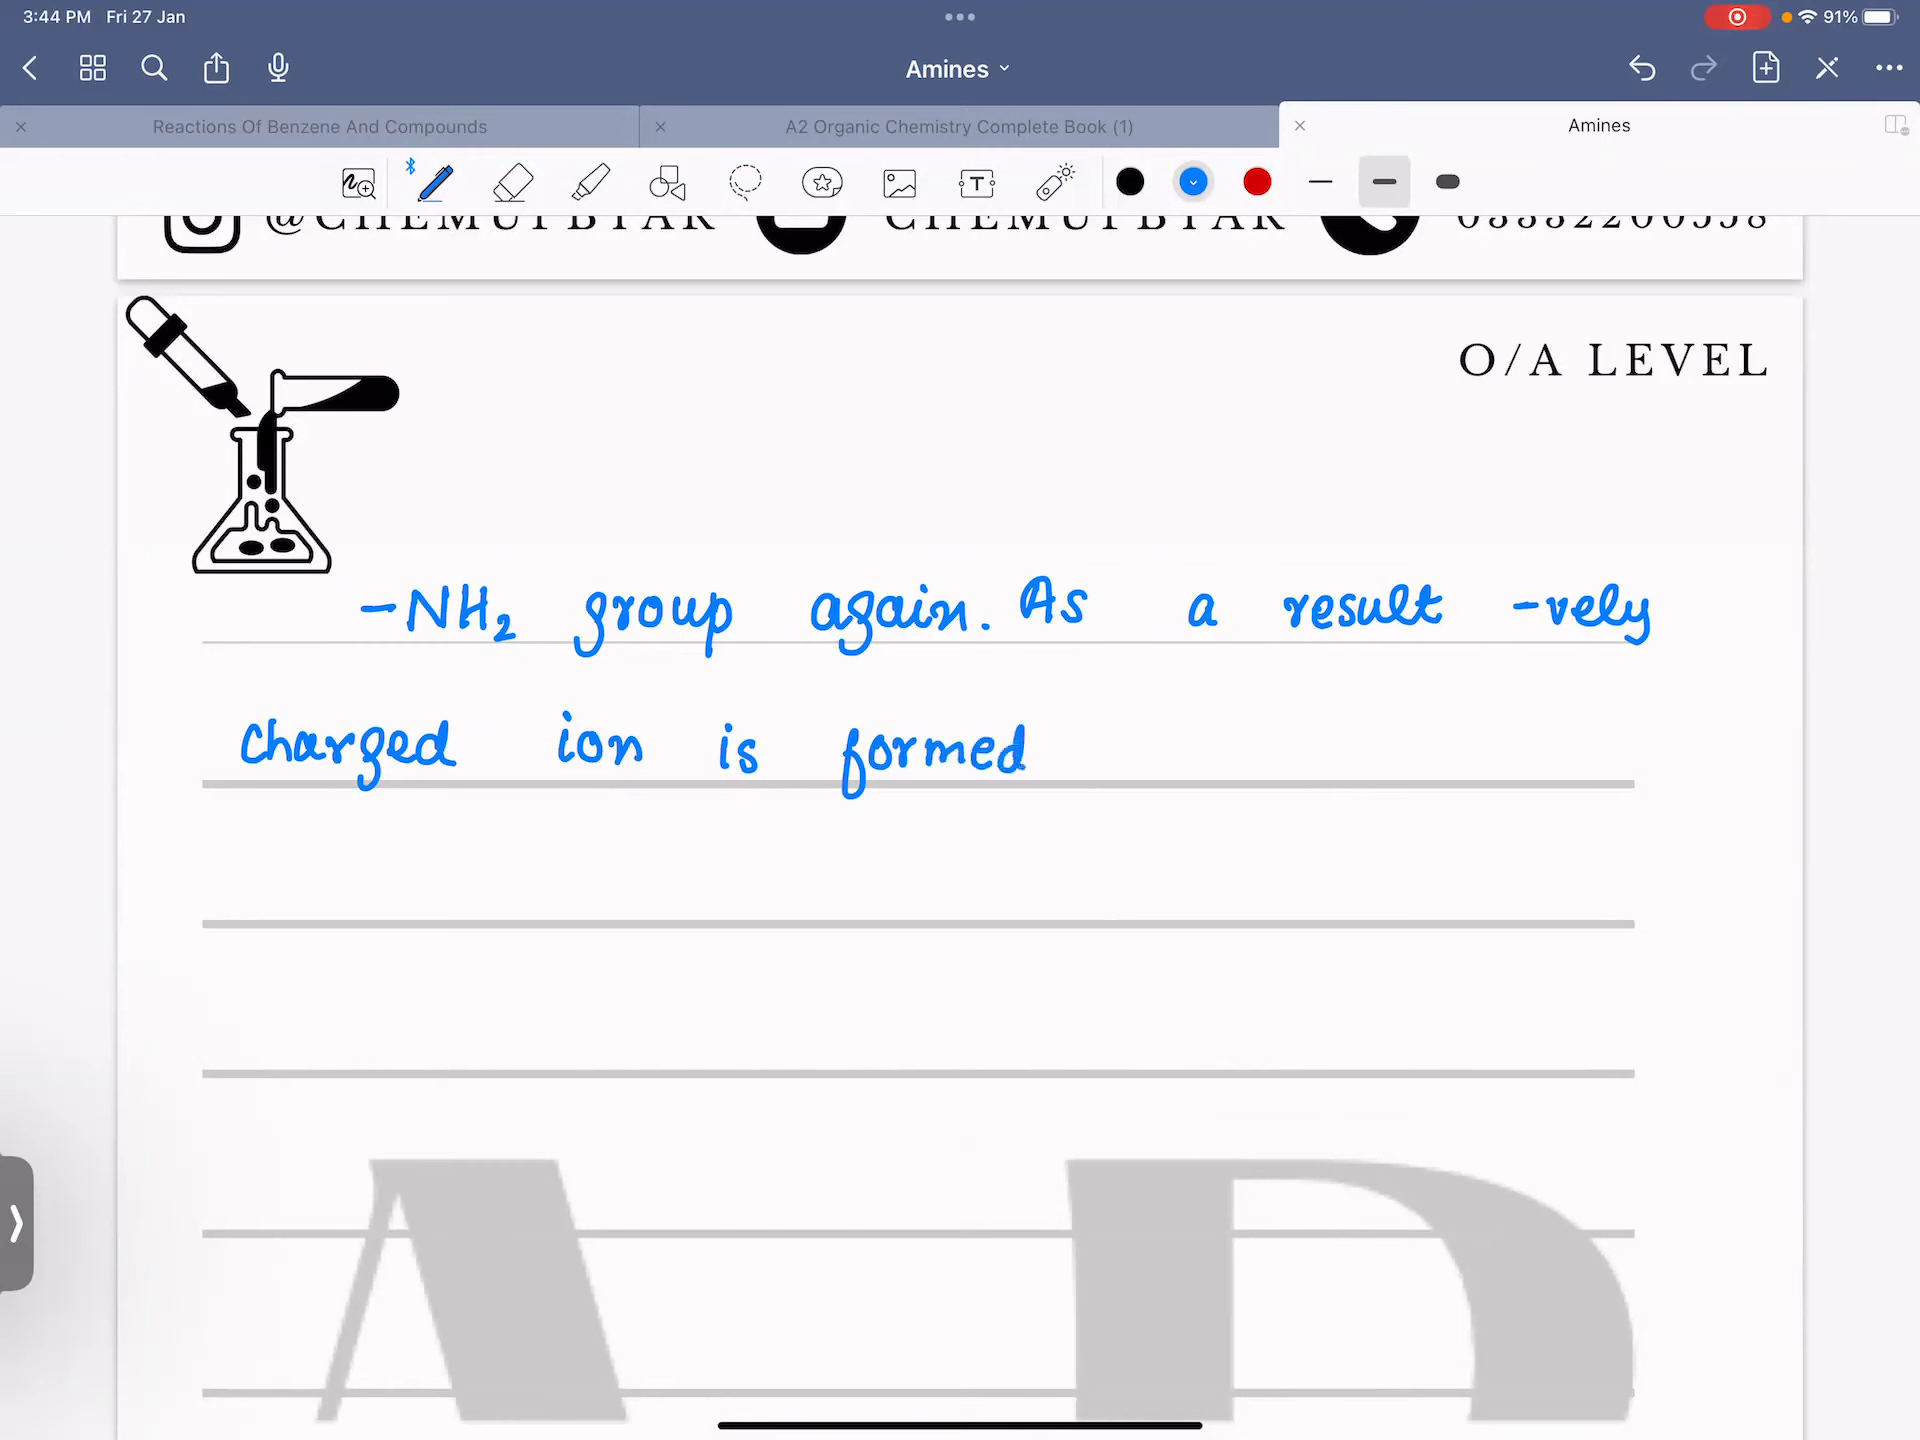 3:44 PM Fri 27 Jan
91%
Amines
Reactions Of Benzene And Compounds
A2 Organic Chemistry Complete Book (1)
Amines
T
O/A LEVEL
-NH₂ group again. As a result -vely
charged ion is formed